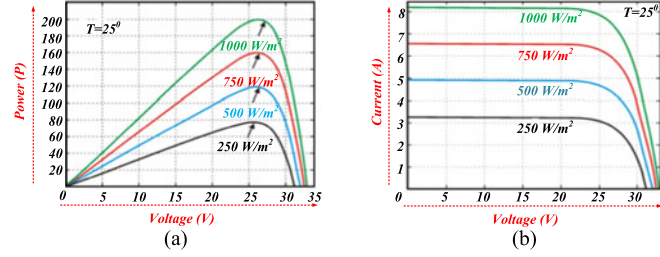 T=25⁰
Power (P)
200
180
160
140
120
100
80
60
40
20
1000 W/m²
750 W/m²
500 W/m²
250 W/m²
0 5 10 15 20 25 30 35
Voltage (V)
(a)
T=25⁰
Current (A)
8
7
6
5
4
3
2
1
1000 W/m²
750 W/m²
500 W/m²
250 W/m²
0 5 10 15 20 25 30
Voltage (V)
(b)